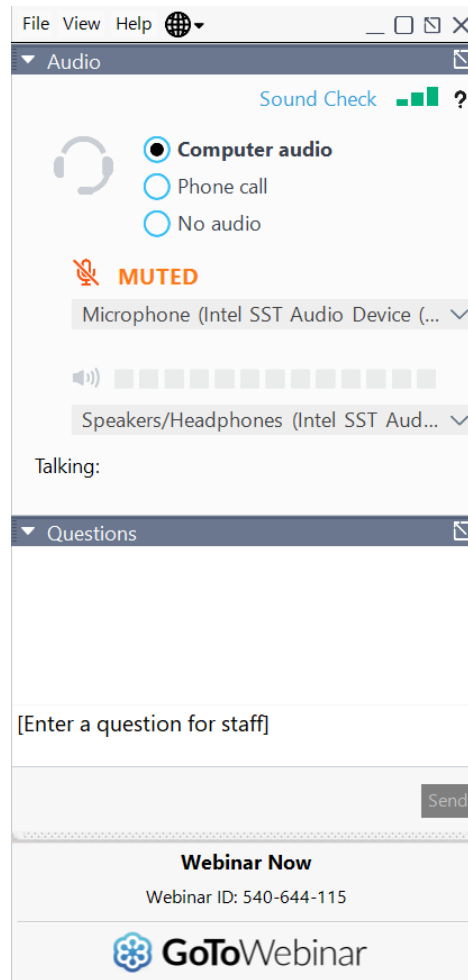 File View Help
Audio
Sound Check ?
Computer audio
Phone call
No audio
MUTED
Microphone (Intel SST Audio Device (...
Speakers/Headphones (Intel SST Aud...
Talking:
Questions
[Enter a question for staff]
Send
Webinar Now
Webinar ID: 540-644-115
GoToWebinar